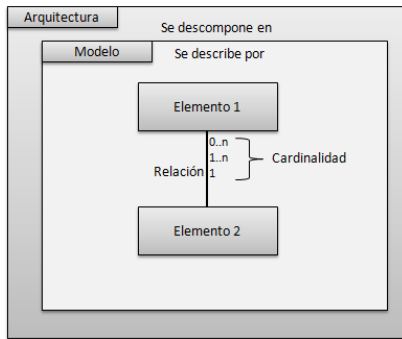 Arquitectura
Se descompone en
Modelo
Se describe por
Elemento 1
0..n
1..n
Cardinalidad
Relación
1
Elemento 2